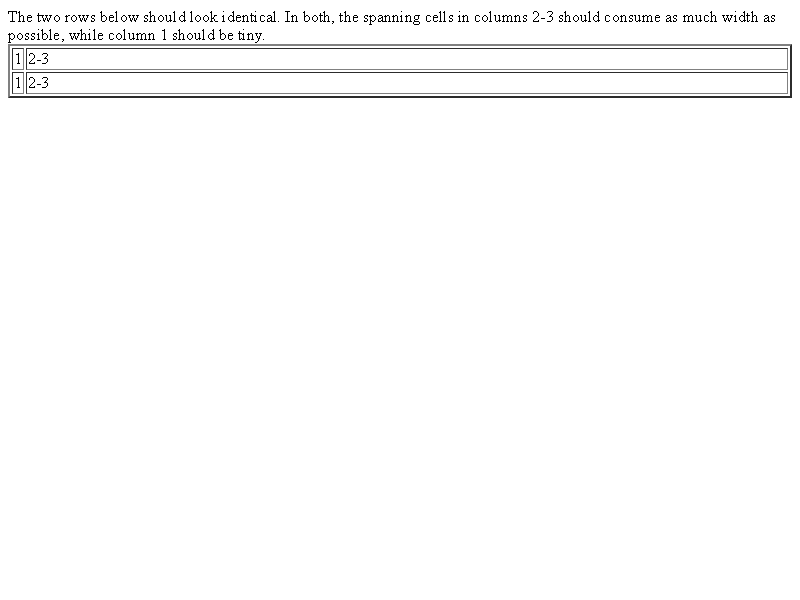 The two rows below should look identical. In both, the spanning cells in columns 2-3 should consume as much width as
possible, while column 1 should be tiny.
1 2-3
1 2-3